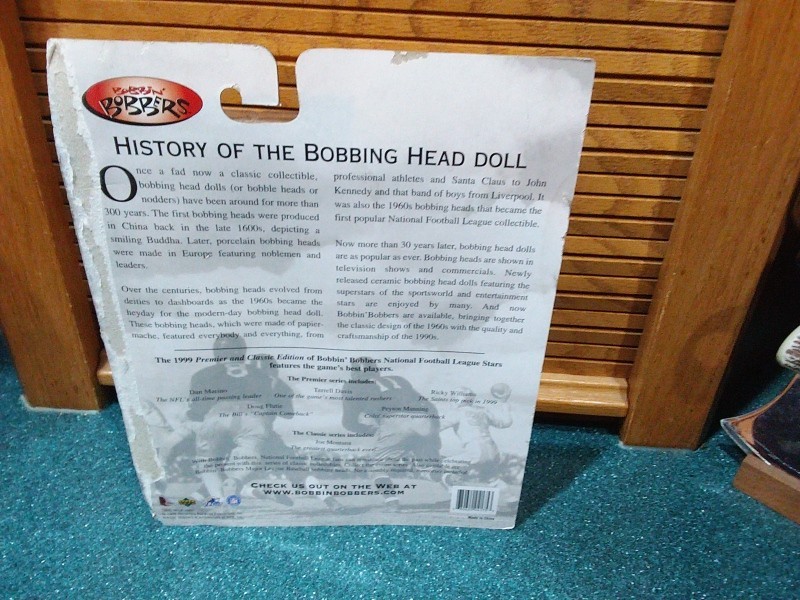 BOBBIN'
BOBBERS
HISTORY OF THE BOBBING HEAD DOLL
Once a fad now a classic collectible,
bobbing head dolls (or bobble heads or
nodders) have been around for more than
300 years. The first bobbing heads were produced
in China back in the late 1600s, depicting a
smiling Buddha. Later, porcelain bobbing heads
were made in Europe featuring noblemen and
leaders.
Over the centuries, bobbing heads evolved from
deities to dashboards as the 1960s became the
heyday for the modern-day bobbing head doll.
These bobbing heads, which were made of papier-
mache, featured everybody and everything, from
professional athletes and Santa Claus to John
Kennedy and that band of boys from Liverpool. It
was also the 1960s bobbing heads that became the
first popular National Football League collectible.
Now more than 30 years later, bobbing head dolls
are as popular as ever. Bobbing heads are shown in
television shows and commercials. Newly
released ceramic bobbing head dolls featuring the
superstars of the sportsworld and entertainment
stars are enjoyed by many. And now
Bobbin'Bobbers are available, bringing together
the classic design of the 1960s with the quality and
craftsmanship of the 1990s.
The 1999 Premier and Classic Edition of Bobbin' Bobbers National Football League Stars
features the game's best players.
The Premier series includes:
Dan Marino
The NFL's all-time passing leader
Terrell Davis
One of the game's most talented rushers
Ricky Williams
The Saints top pick in 1999
Doug Flutie
The Bill's "Captain Comeback"
Peyton Manning
Colts' superstar quarterback
The Classic series includes:
Joe Montana
CHECK US OUT ON THE WEB AT
WWW.BOBBINBOBBERS.COM
Made in China